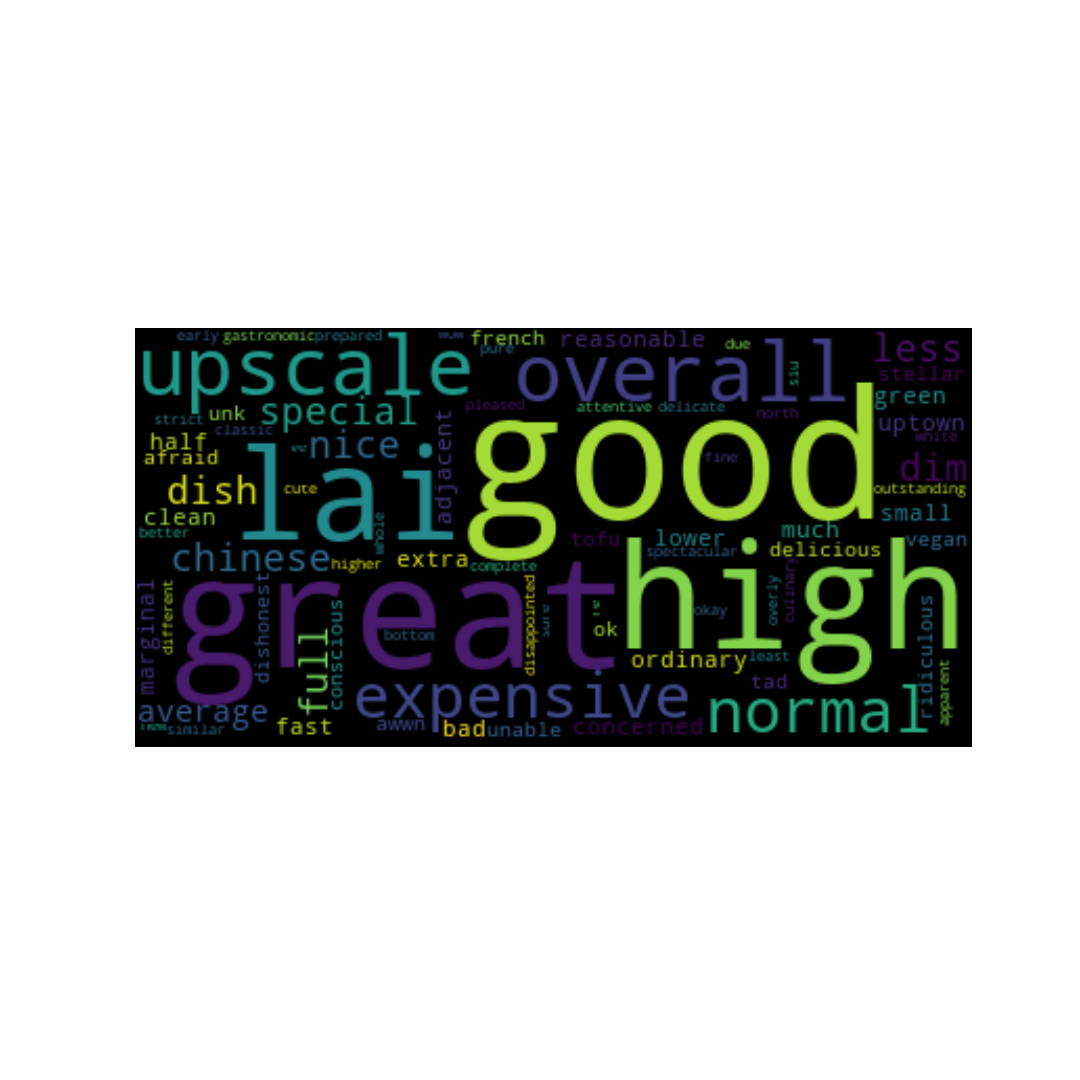 early gastronomic prepared french reasonable due less
upscale pure overall siu stellar
strict unk special pleased attentive delicate north green
classic uptown
half nice adjacent good fine white
afraid lai dim
dish cute outstanding
clean whole small
better tofu lower much vegan
chinese higher extra complete spectacular delicious
great high
marginal different dishonest full conscious bottom disappointed sure ok okay overly culinary ridiculous
ordinary least apparent
expensive tad
average normal
similar fast awwn bad unable concerned